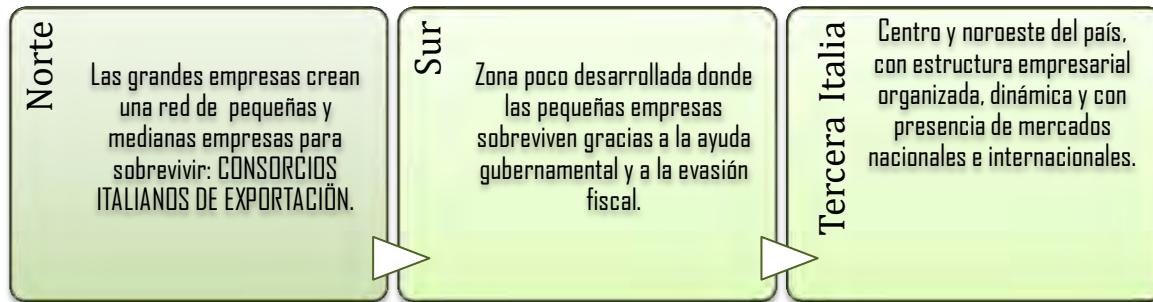 Norte
Las grandes empresas crean
una red de pequeñas y
medianas empresas para
sobrevivir: CONSORCIOS
ITALIANOS DE EXPORTACIÖN.
Sur
Zona poco desarrollada donde
las pequeñas empresas
sobreviven gracias a la ayuda
gubernamental y a la evasión
fiscal.
Tercera Italia
Centro y noroeste del país,
con estructura empresarial
organizada, dinámica y con
presencia de mercados
nacionales e internacionales.